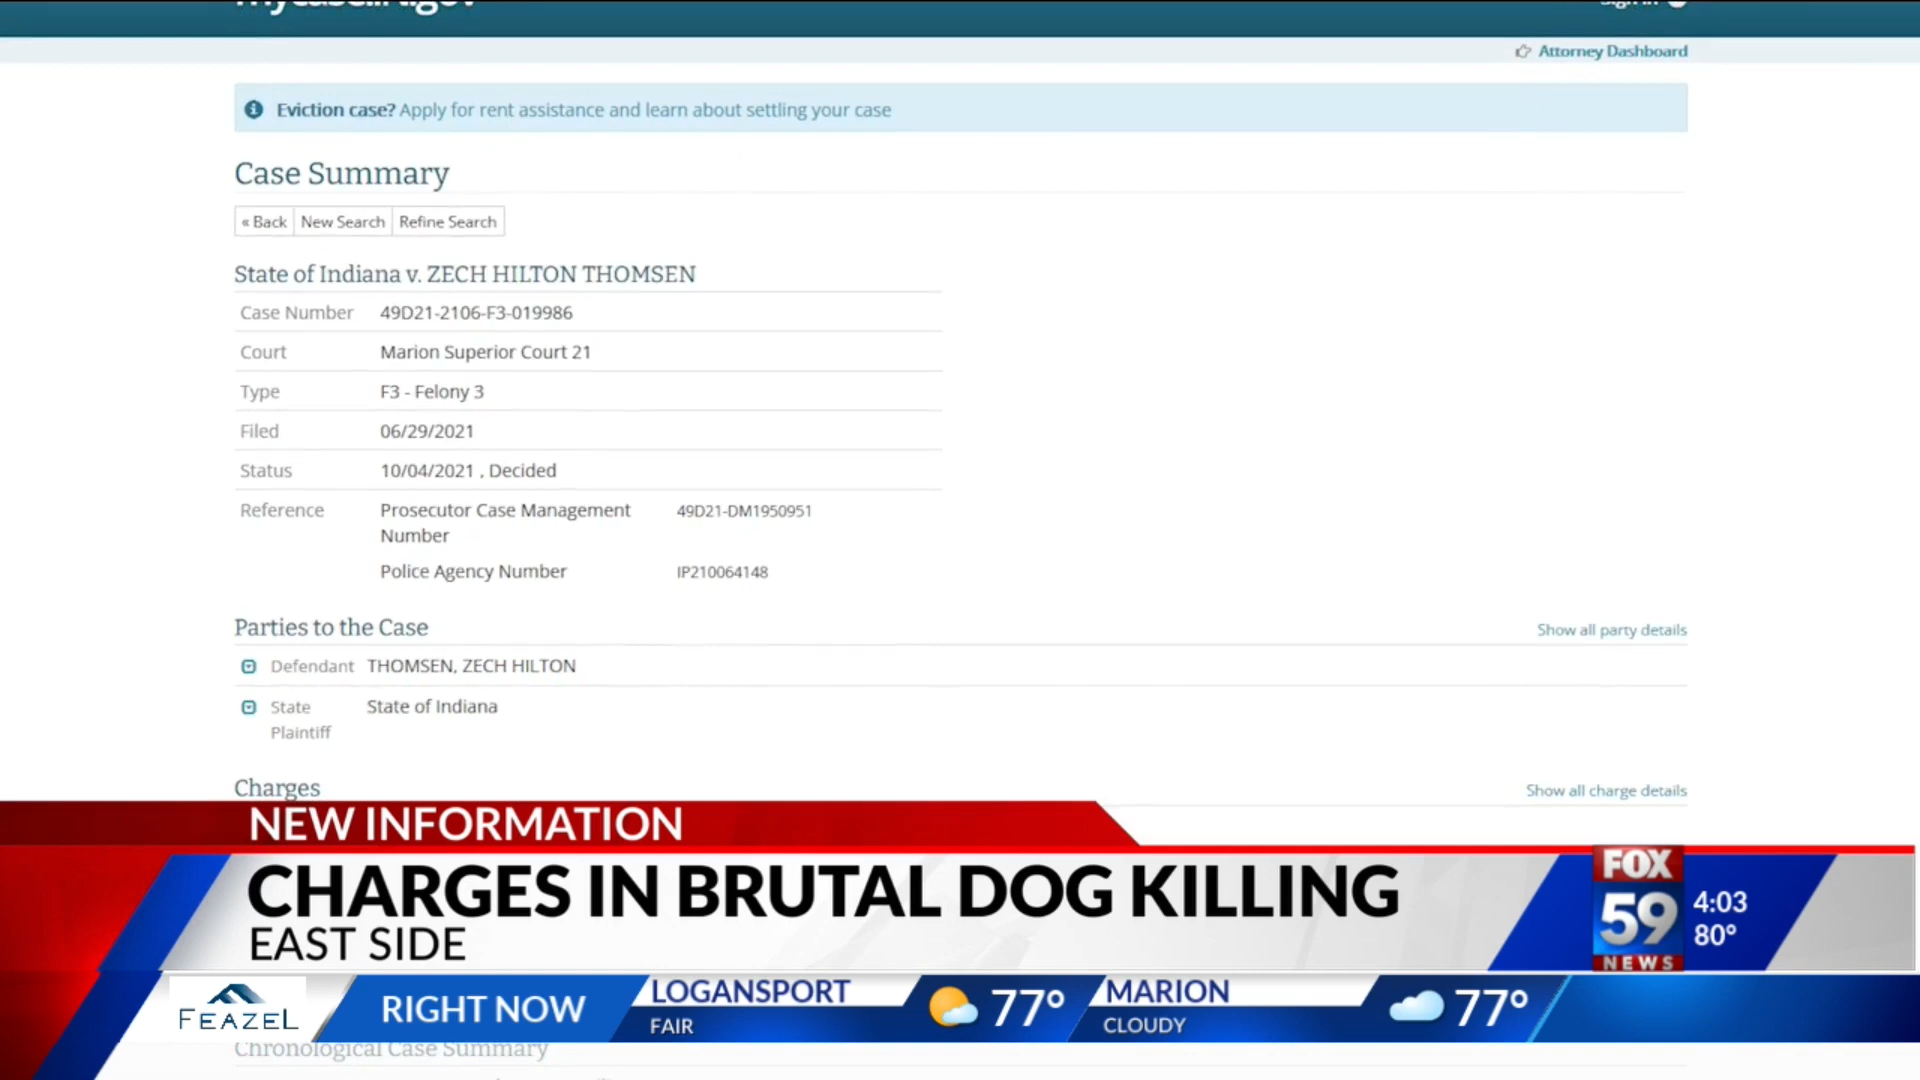 mycase.in.gov
Sign In
Attorney Dashboard
Eviction case? Apply for rent assistance and learn about settling your case
Case Summary
« Back New Search Refine Search
State of Indiana v. ZECH HILTON THOMSEN
Case Number 49D21-2106-F3-019986
Court Marion Superior Court 21
Type F3 - Felony 3
Filed 06/29/2021
Status 10/04/2021 , Decided
Reference Prosecutor Case Management 49D21-DM1950951
Number
Police Agency Number IP210064148
Parties to the Case Show all party details
Defendant THOMSEN, ZECH HILTON
State State of Indiana
Plaintiff
Charges Show all charge details
NEW INFORMATION
CHARGES IN BRUTAL DOG KILLING
EAST SIDE
FOX
59
NEWS
4:03
80°
FEAZEL
RIGHT NOW
LOGANSPORT
FAIR
77°
MARION
CLOUDY
77°
Chronological Case Summary